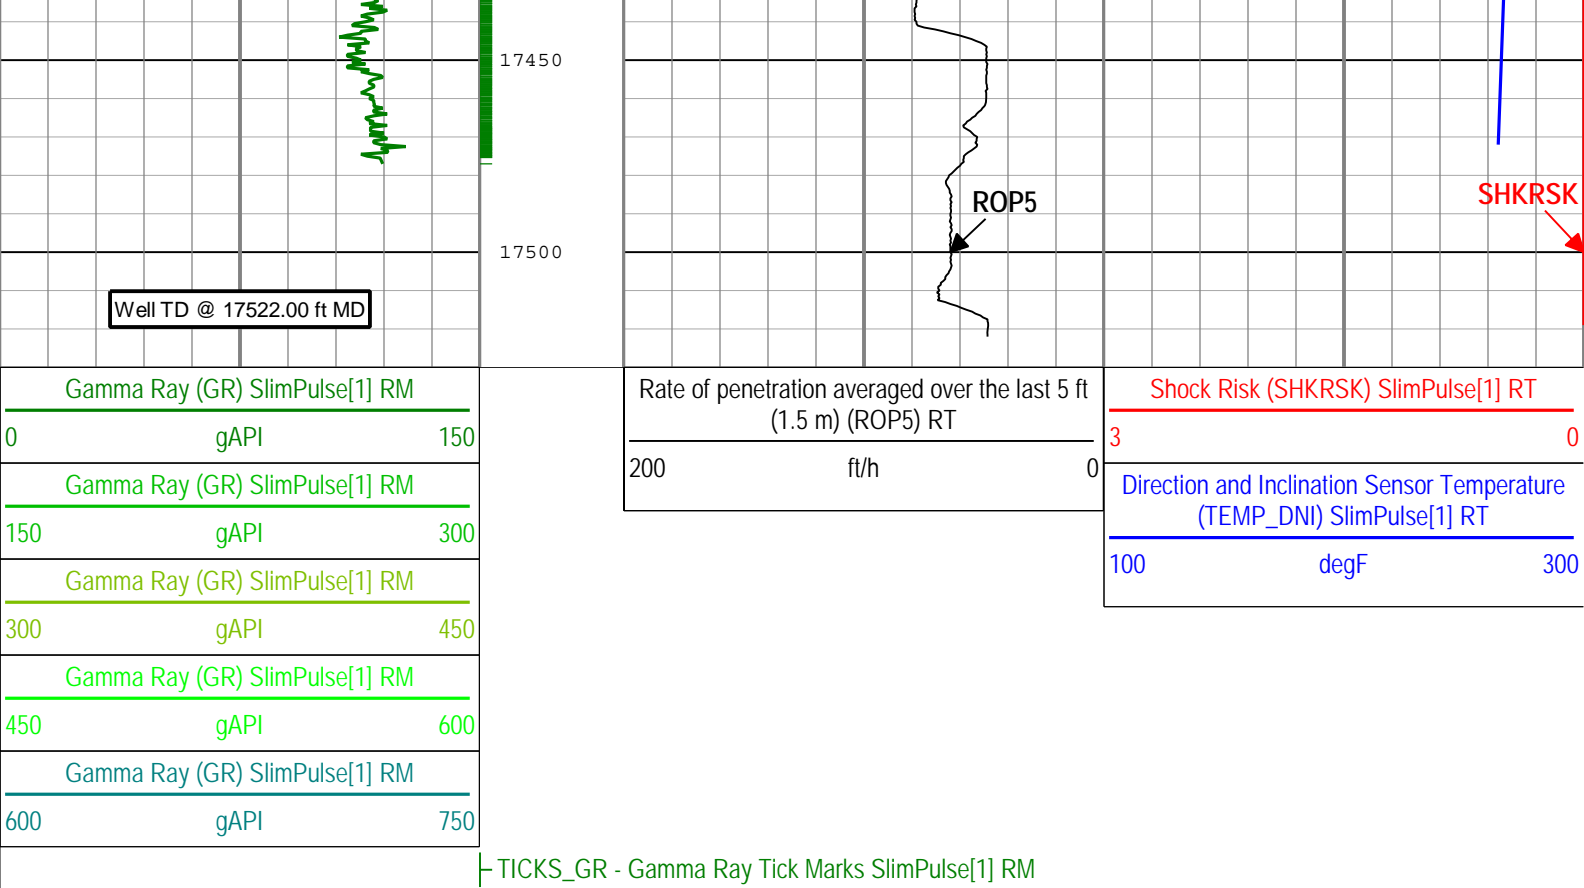 17450
ROP5
SHKRSK
17500
Well TD @ 17522.00 ft MD
Gamma Ray (GR) SlimPulse[1] RM
0 gAPI 150
Gamma Ray (GR) SlimPulse[1] RM
150 gAPI 300
Gamma Ray (GR) SlimPulse[1] RM
300 gAPI 450
Gamma Ray (GR) SlimPulse[1] RM
450 gAPI 600
Gamma Ray (GR) SlimPulse[1] RM
600 gAPI 750
Rate of penetration averaged over the last 5 ft
(1.5 m) (ROP5) RT
200 ft/h 0
Shock Risk (SHKRSK) SlimPulse[1] RT
3 0
Direction and Inclination Sensor Temperature
(TEMP_DNI) SlimPulse[1] RT
100 degF 300
TICKS_GR - Gamma Ray Tick Marks SlimPulse[1] RM